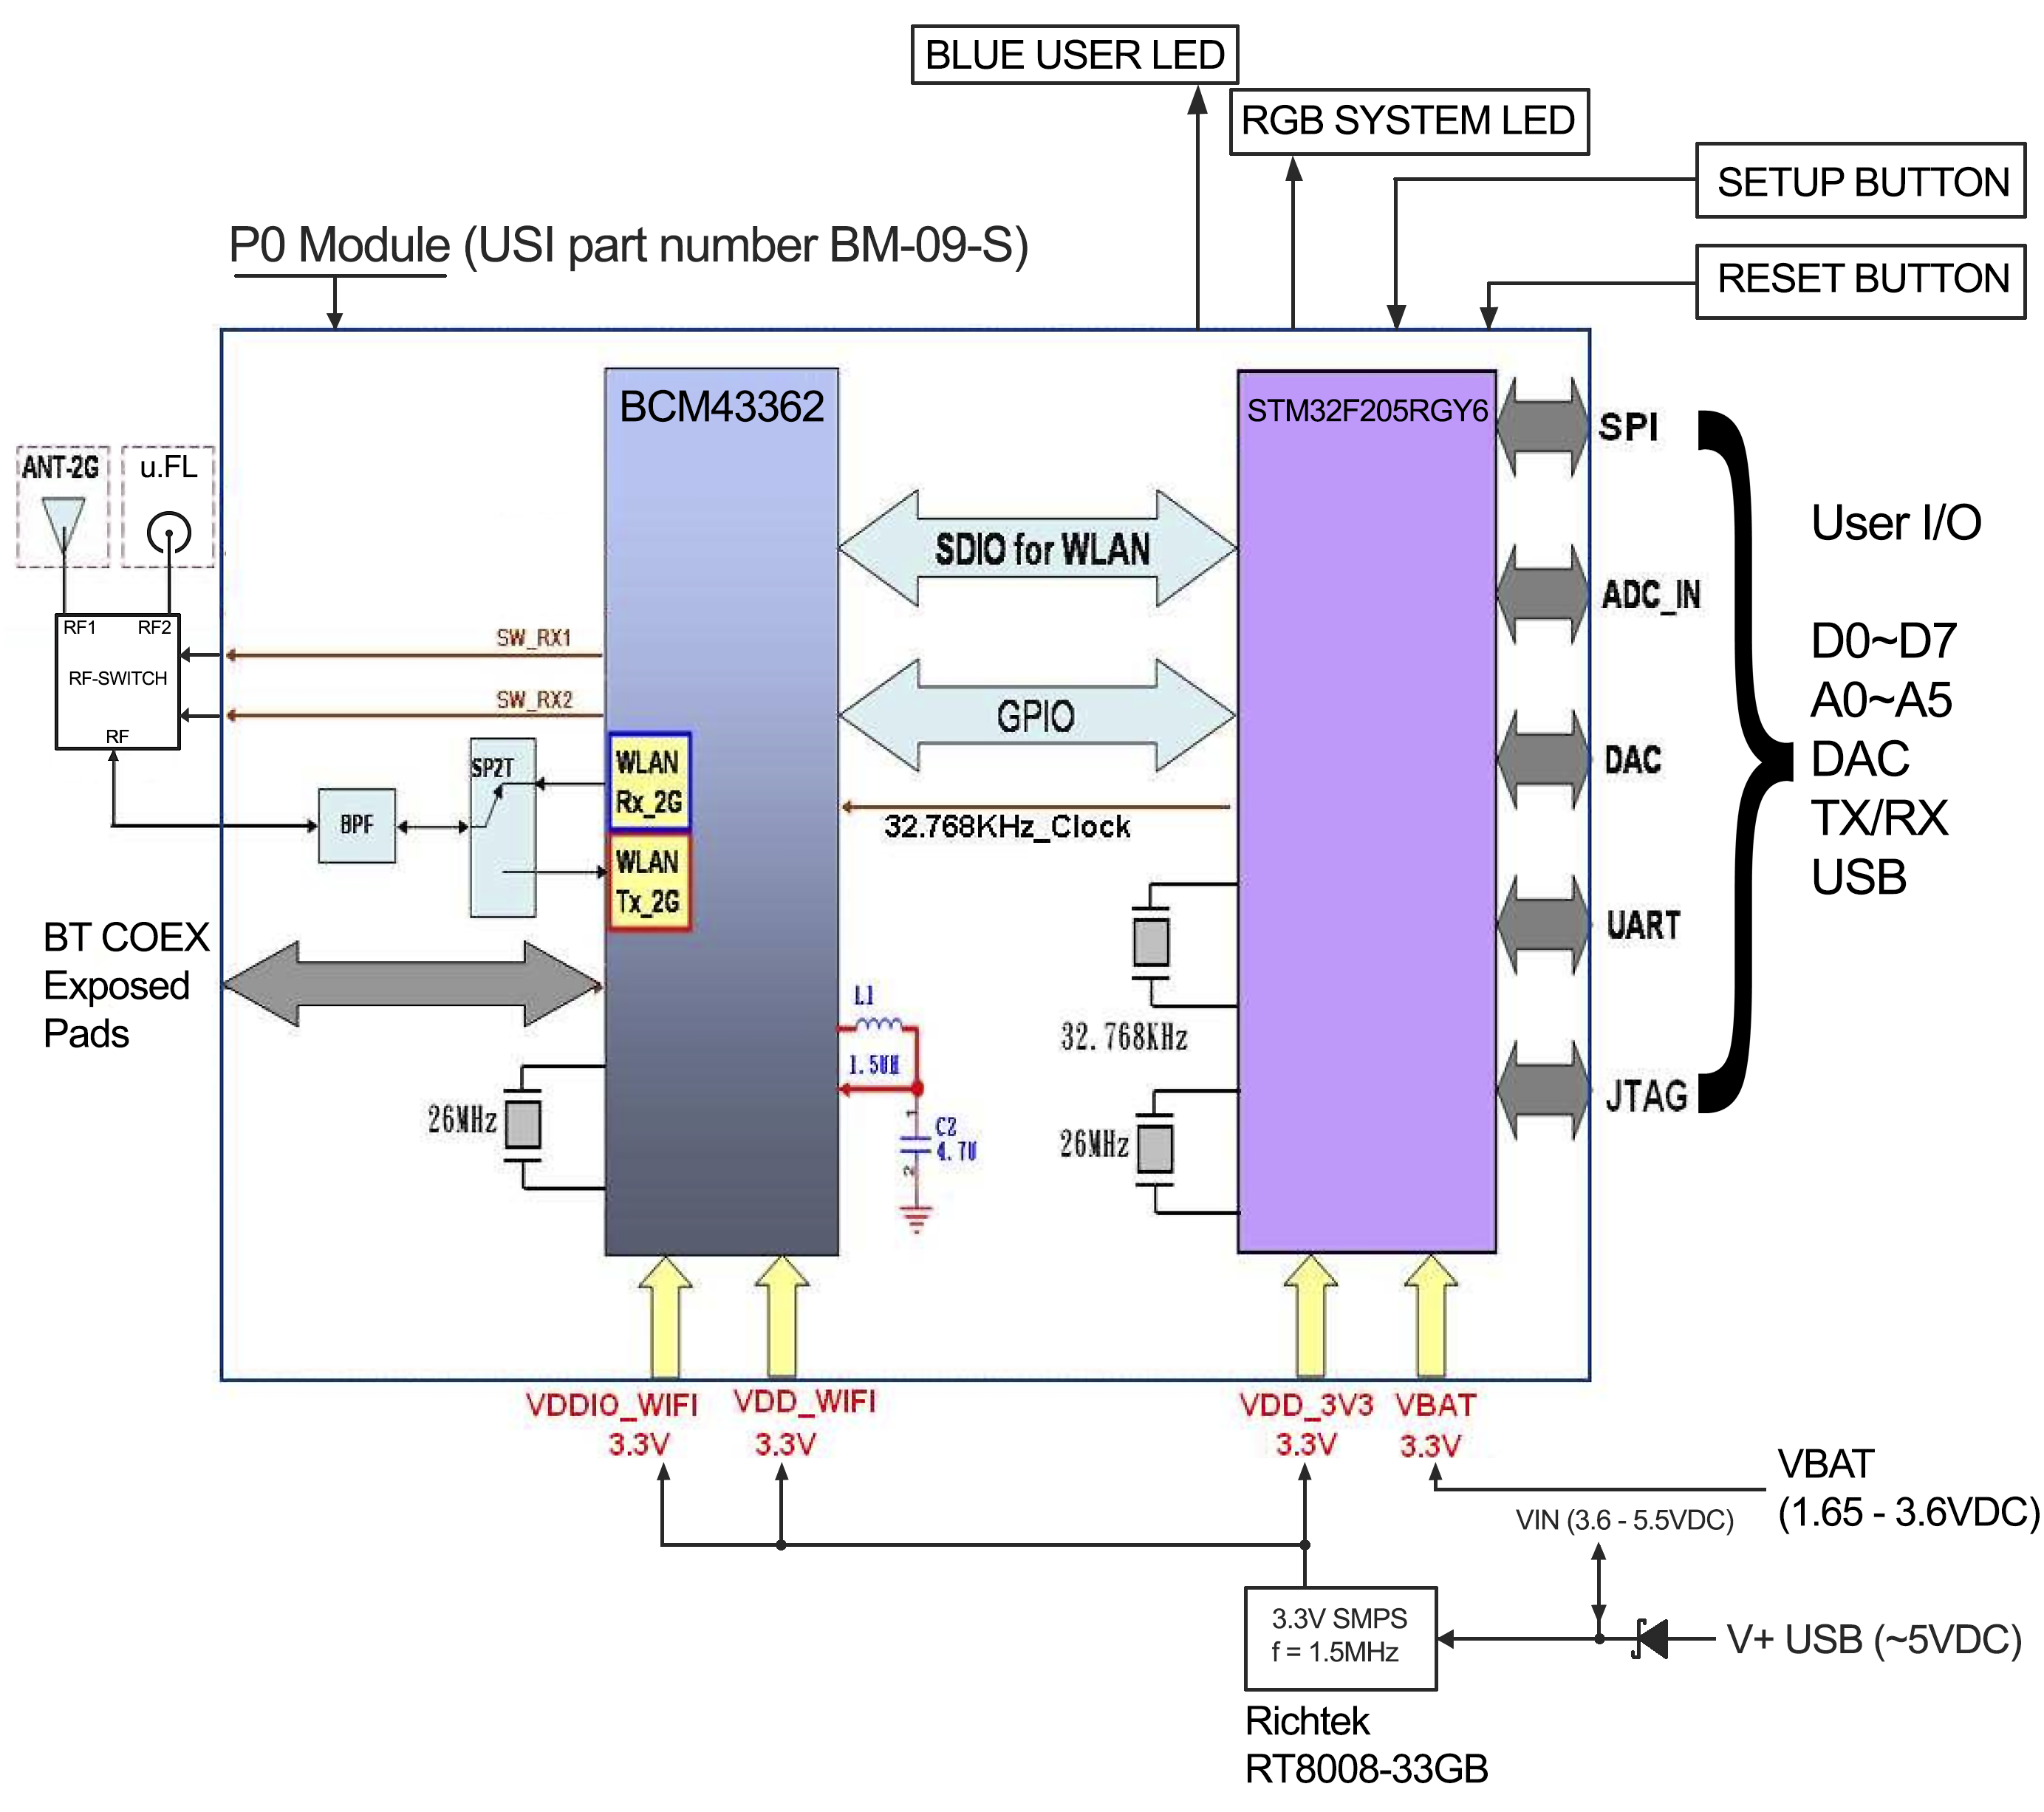 BLUE USER LED
RGB SYSTEM LED
SETUP BUTTON
P0 Module (USI part number BM-09-S)
RESET BUTTON
BCM43362
STM32F205RGY6
SPI
ANT-2G
u.FL
User I/O
SDIO for WLAN
ADC_IN
RF1
RF2
SW_RX1
D0~D7
RF-SWITCH
A0~A5
SW_RX2
GPIO
RF
DAC
DAC
WLAN
Rx_2G
SP2T
BPF
32.768KHz_Clock
TX/RX
WLAN
Tx_2G
USB
BT COEX
Exposed
Pads
UART
L1
1.5UH
32.768KHz
26MHz
1
C2
4.7U
2
26MHz
JTAG
VDDIO_WIFI
3.3V
VDD_WIFI
3.3V
VDD_3V3
3.3V
VBAT
3.3V
VBAT
(1.65 - 3.6VDC)
VIN (3.6 - 5.5VDC)
3.3V SMPS
f = 1.5MHz
V+ USB (~5VDC)
Richtek
RT8008-33GB